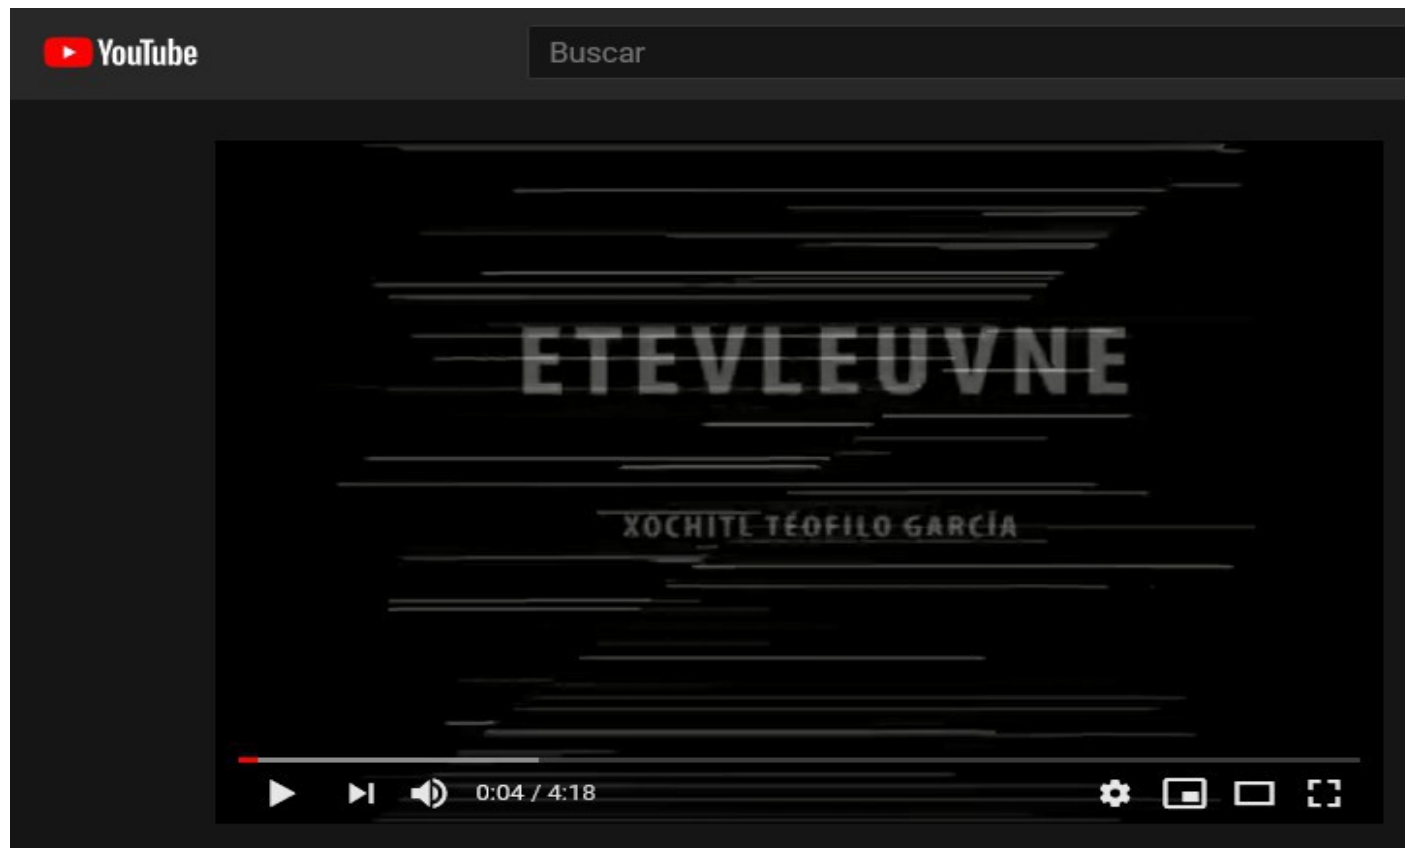 YouTube
Buscar
ETEVLEUVNE
XOCHITL TÉOFILO GARCÍA
0:04 / 4:18